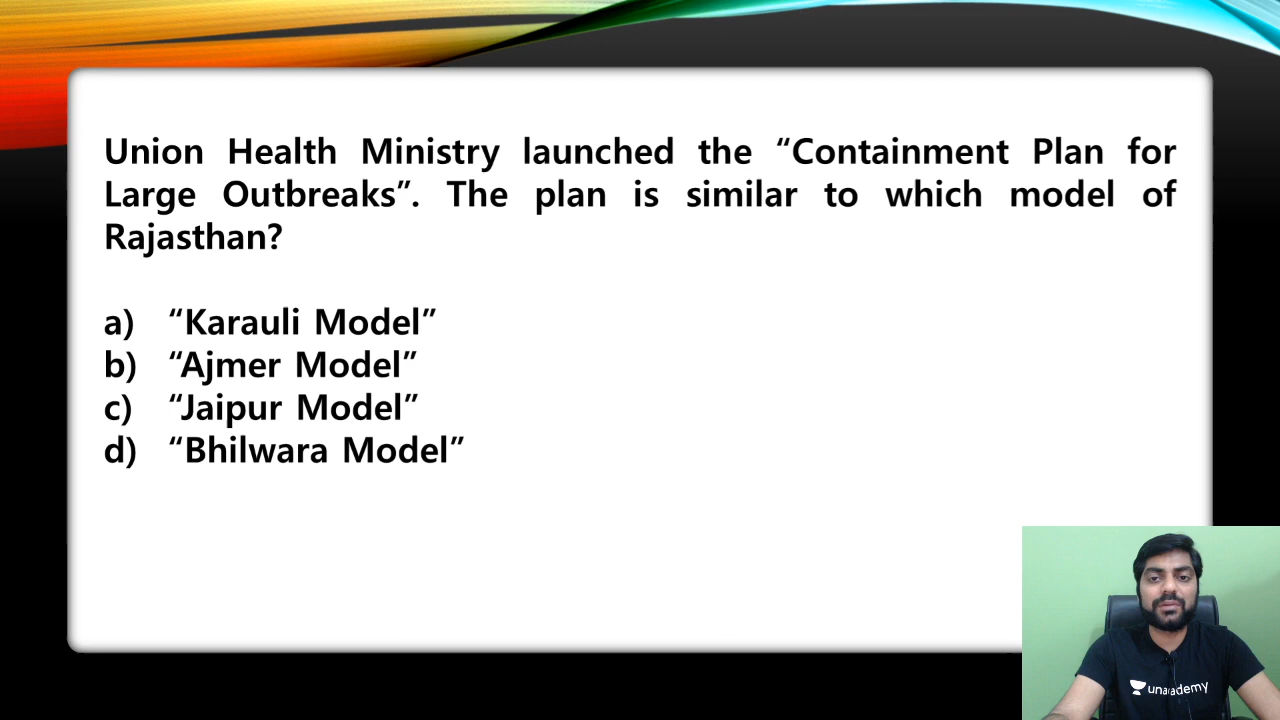 Union Health Ministry launched the “Containment Plan for
Large Outbreaks”. The plan is similar to which model of
Rajasthan?
a) “Karauli Model”
b) “Ajmer Model”
c) “Jaipur Model”
d) “Bhilwara Model”
unacademy